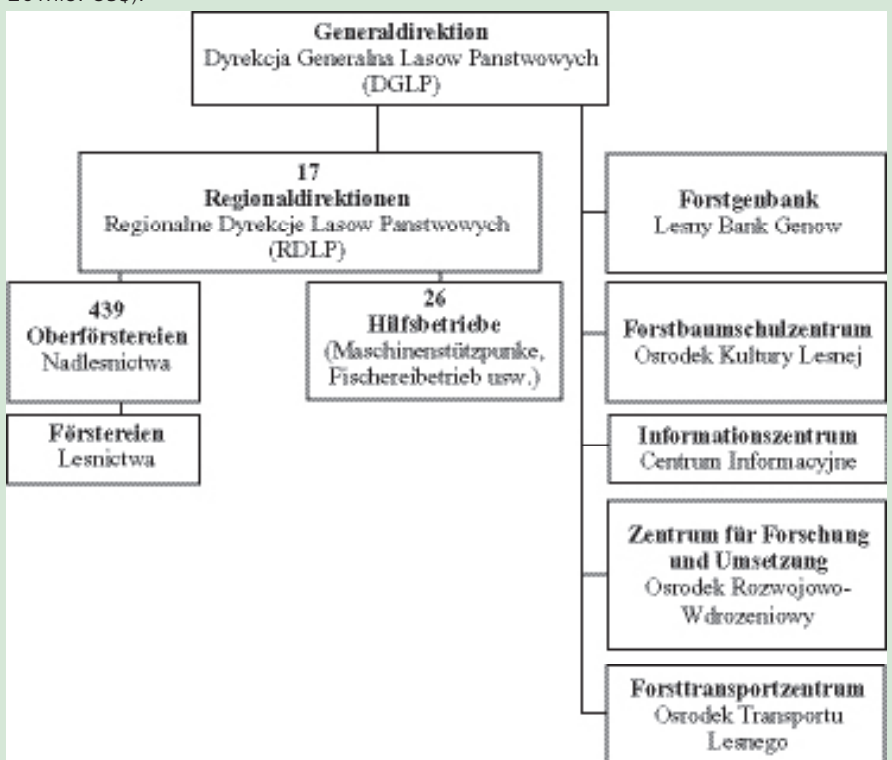 Generaldirektion
Dyrekcja Generalna Lasow Panstwowych
(DGLP)
17
Regionaldirektionen
Regionalne Dyrekcje Lasow Panstwowych
(RDLP)
439
Oberförstereien
Nadlesnictwa
26
Hilfsbetriebe
(Maschinenstützpunke,
Pischereibetrieb usw.)
Förstereien
Lesnictwa
Forstgenbank
Lesny Bank Genow
Forstbaumschulzentrum
Osrodek Kultury Lesnej
Informationszentrum
Centrum Informacyjne
Zentrum für Forschung
und Umsetzung
Osrodek Rozwojowo-
Wdrozeniowy
Forsttransportzentrum
Osrodek Transportu
Lesnego